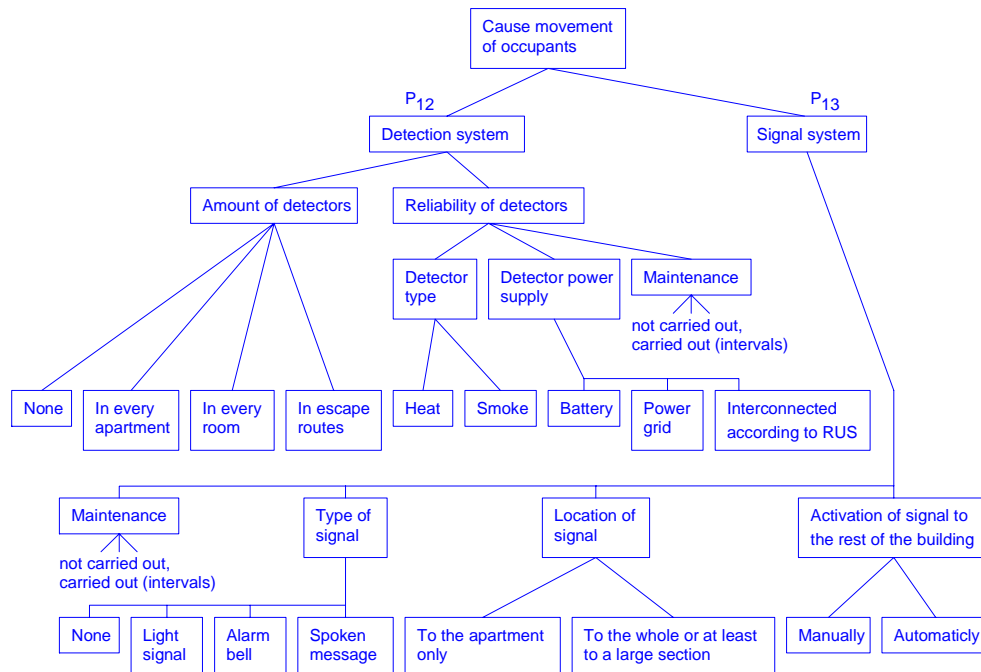 Cause movement
of occupants
P12
P13
Detection system
Signal system
Amount of detectors
Reliability of detectors
Detector
type
Detector power
supply
Maintenance
not carried out,
carried out (intervals)
None
In every
apartment
In every
room
In escape
routes
Heat
Smoke
Battery
Power
grid
Interconnected
according to RUS
Maintenance
not carried out,
carried out (intervals)
Type of
signal
Location of
signal
Activation of signal to
the rest of the building
None
Light
signal
Alarm
bell
Spoken
message
To the apartment
only
To the whole or at least
to a large section
Manually
Automaticly